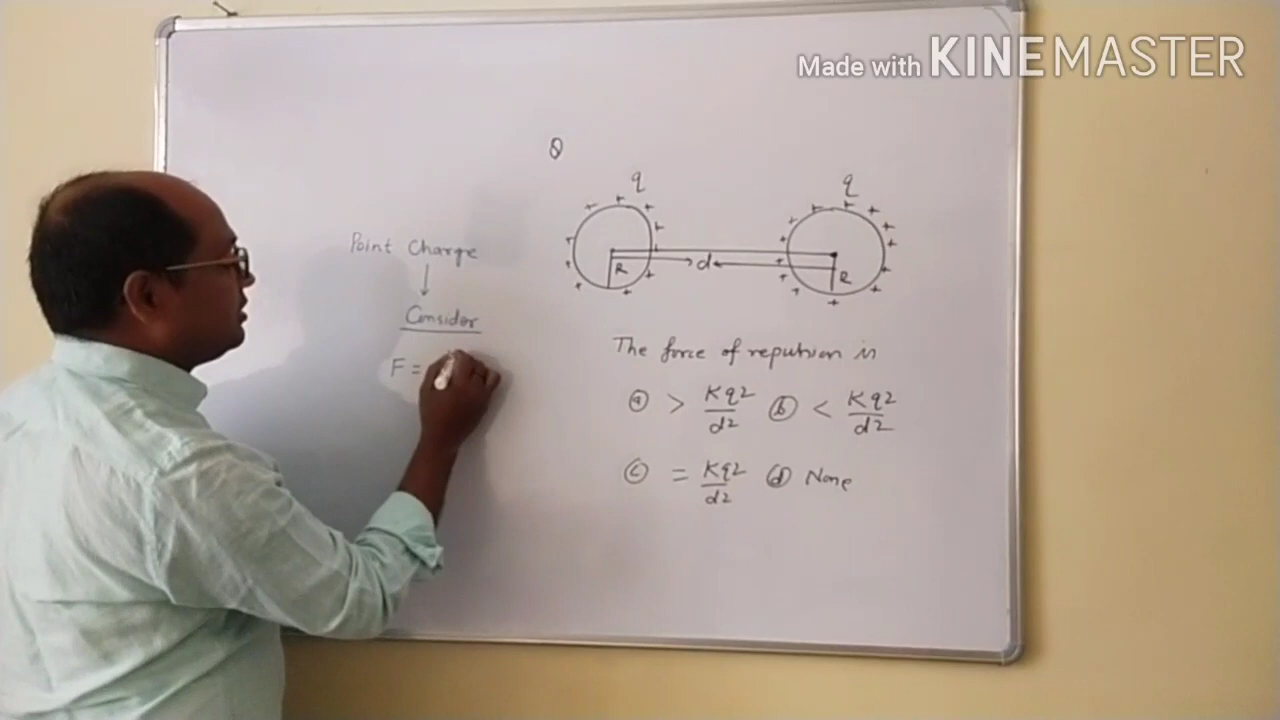 Made with KINEMASTER
Q
q q
Point Charge
R d R
Consider
The force of repulsion is
F =
(a) > Kq2/d2 (b) < Kq2/d2
(c) = Kq2/d2 (d) None